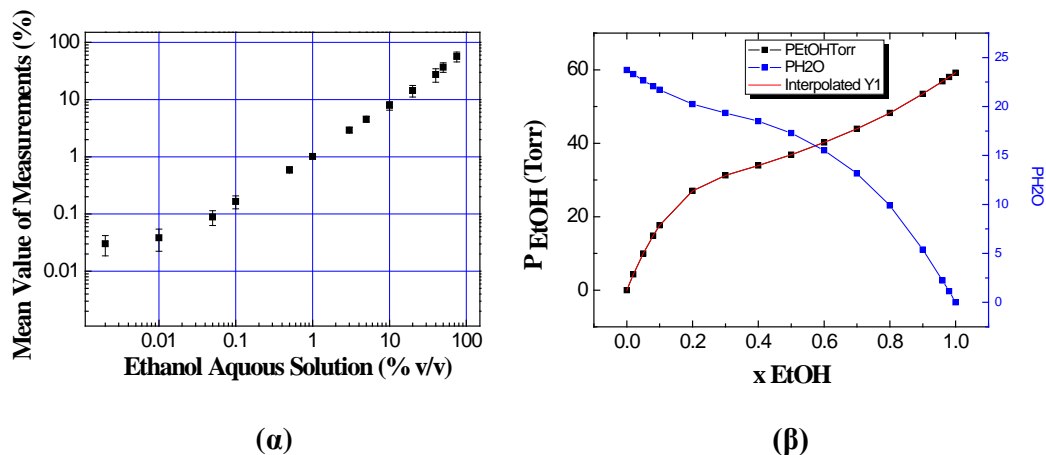 Mean Value of Measurements (%)
100
10
1
0.1
0.01
0.01
0.1
1
10
100
Ethanol Aquous Solution (% v/v)
(α)
PEtOHTorr
PH2O
Interpolated Y1
P EtOH (Torr)
60
40
20
0
25
20
15
10
5
0
PH2O
0.0
0.2
0.4
0.6
0.8
1.0
x EtOH
(β)